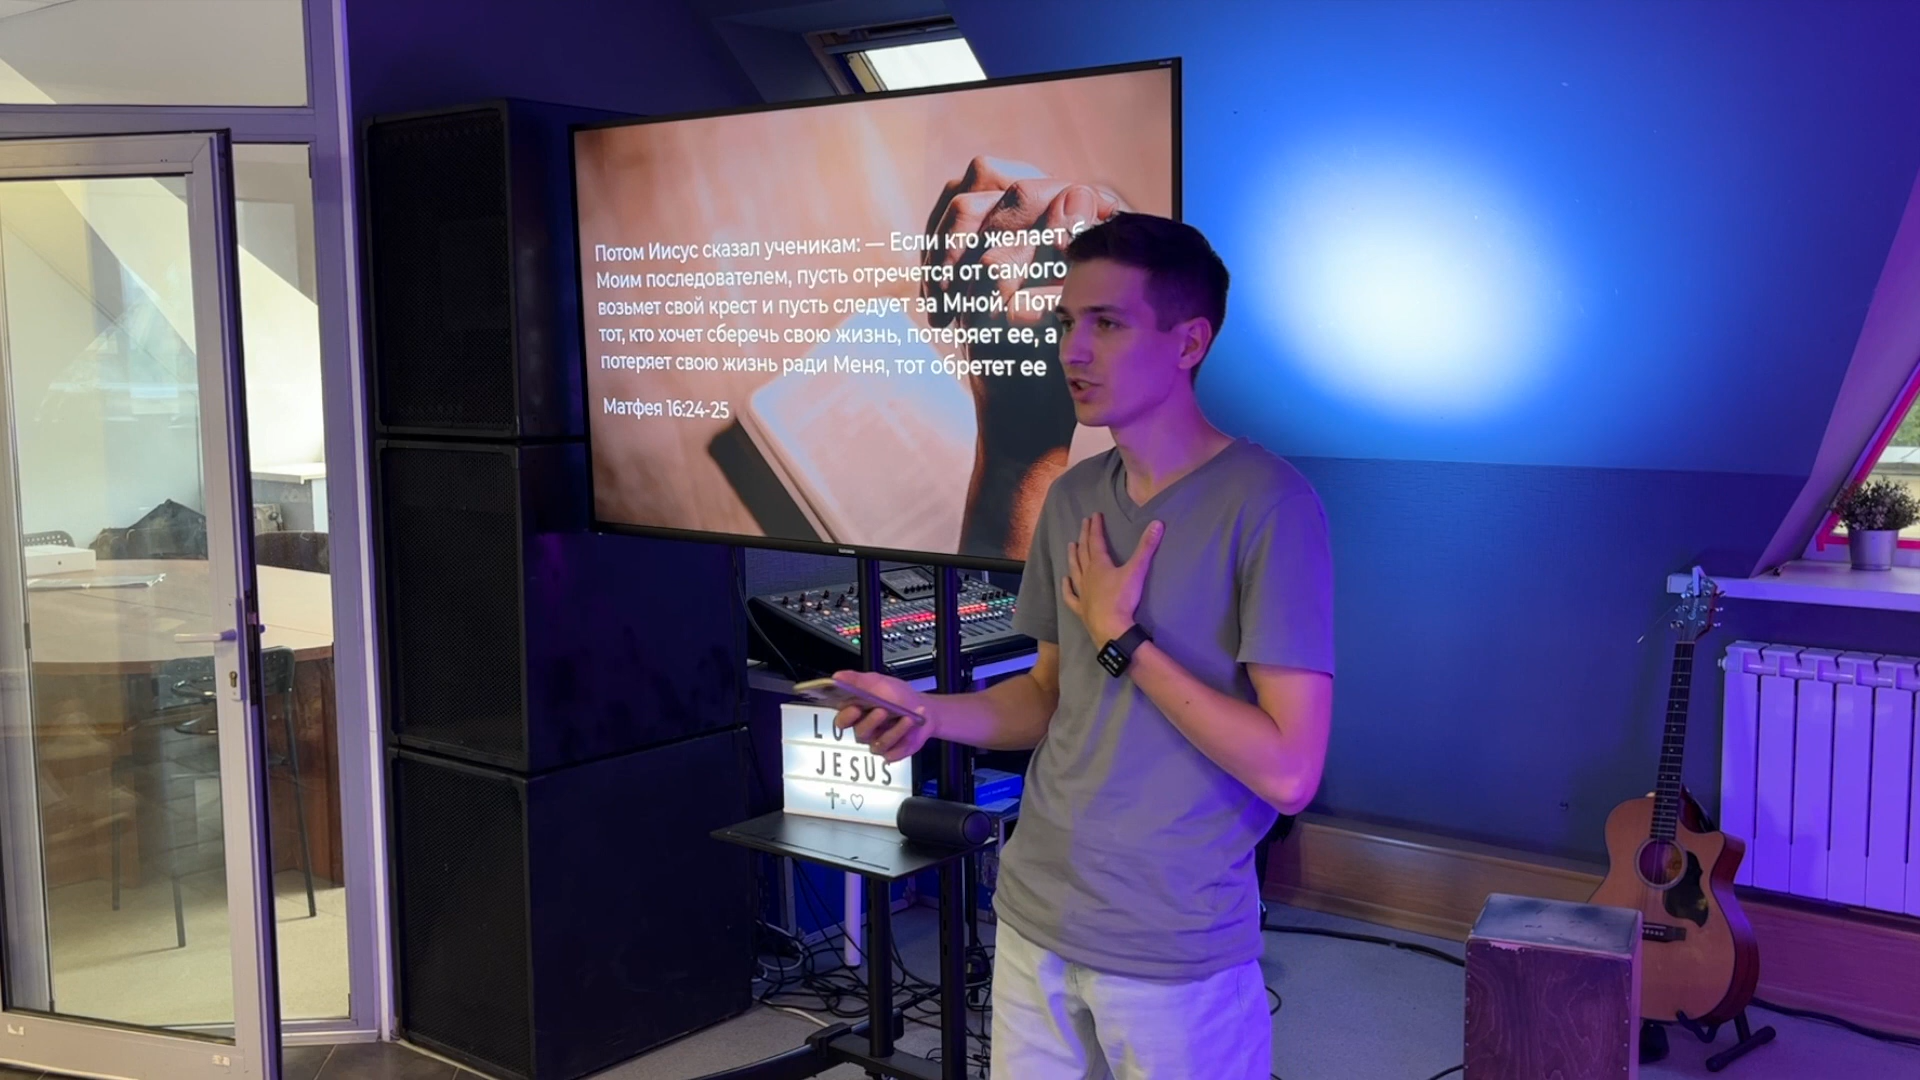 Потом Иисус сказал ученикам: — Если кто желает
Моим последователем, пусть отречется от самого
возьмет свой крест и пусть следует за Мной.
тот, кто хочет сберечь свою жизнь, потеряет ее, а
потеряет свою жизнь ради Меня, тот обретет ее
Матфея 16:24-25
JESUS